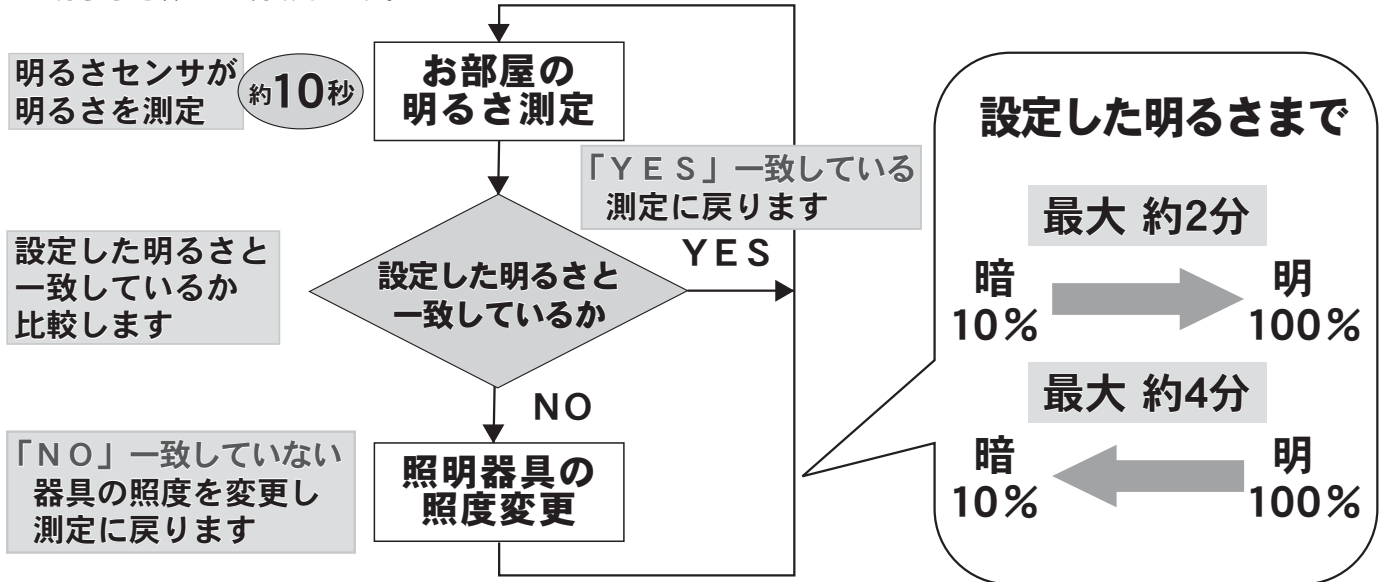 明るさセンサが
明るさを測定
約10秒
お部屋の
明るさ測定
「ＹＥＳ」一致している
測定に戻ります
ＹＥＳ
設定した明るさと
一致しているか
比較します
設定した明るさと
一致しているか
ＮＯ
「ＮＯ」一致していない
器具の照度を変更し
測定に戻ります
照明器具の
照度変更
設定した明るさまで
最大 約2分
暗 明
10％ 100％
最大 約4分
暗 明
10％ 100％